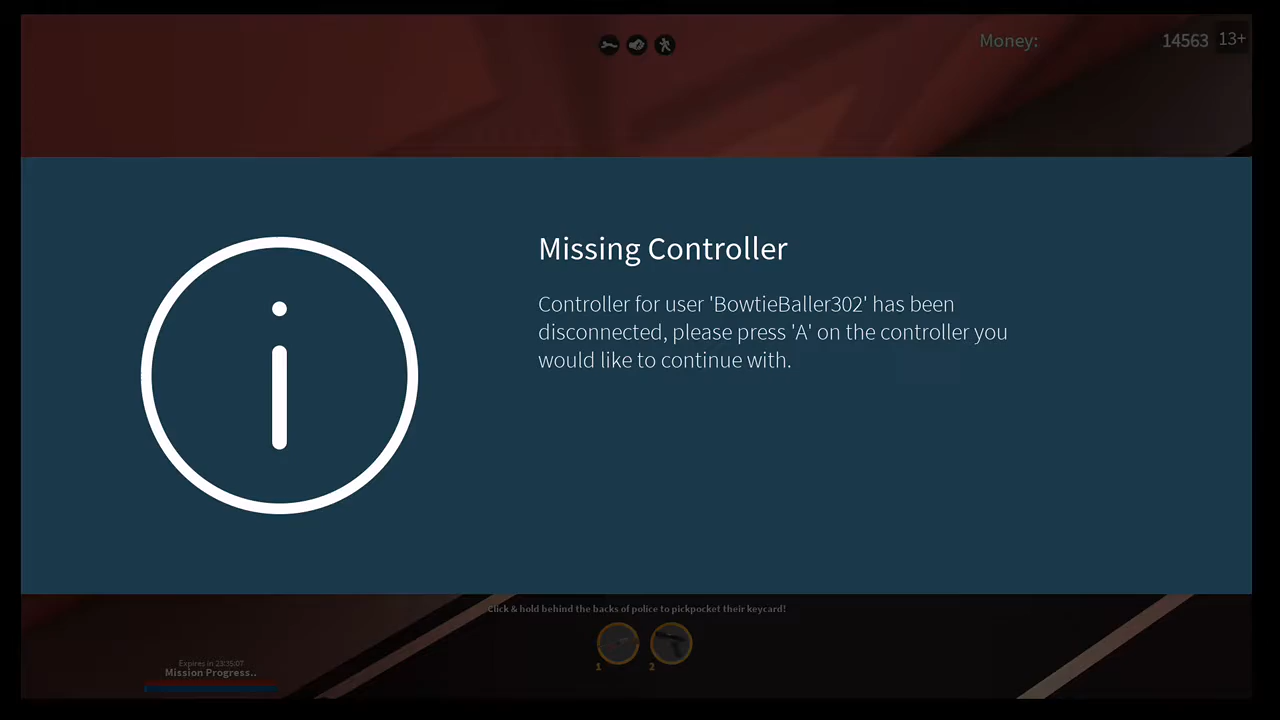 Money: 14563 13+
Missing Controller
Controller for user 'BowtieBaller302' has been
disconnected, please press 'A' on the controller you
would like to continue with.
Click & hold behind the backs of police to pickpocket their keycard!
1 2
Expires in 23:35:07
Mission Progress..